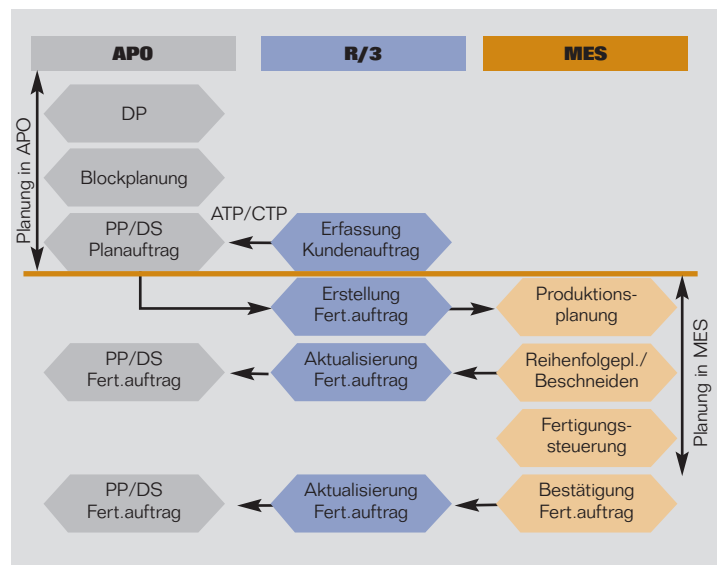 APO
R/3
MES
Planung in APO
DP
Blockplanung
PP/DS
Planauftrag
ATP/CTP
Erfassung
Kundenauftrag
Erstellung
Fert.auftrag
Produktions-
planung
Planung in MES
PP/DS
Fert.auftrag
Aktualisierung
Fert.auftrag
Reihenfolgepl./
Beschneiden
Fertigungs-
steuerung
PP/DS
Fert.auftrag
Aktualisierung
Fert.auftrag
Bestätigung
Fert.auftrag